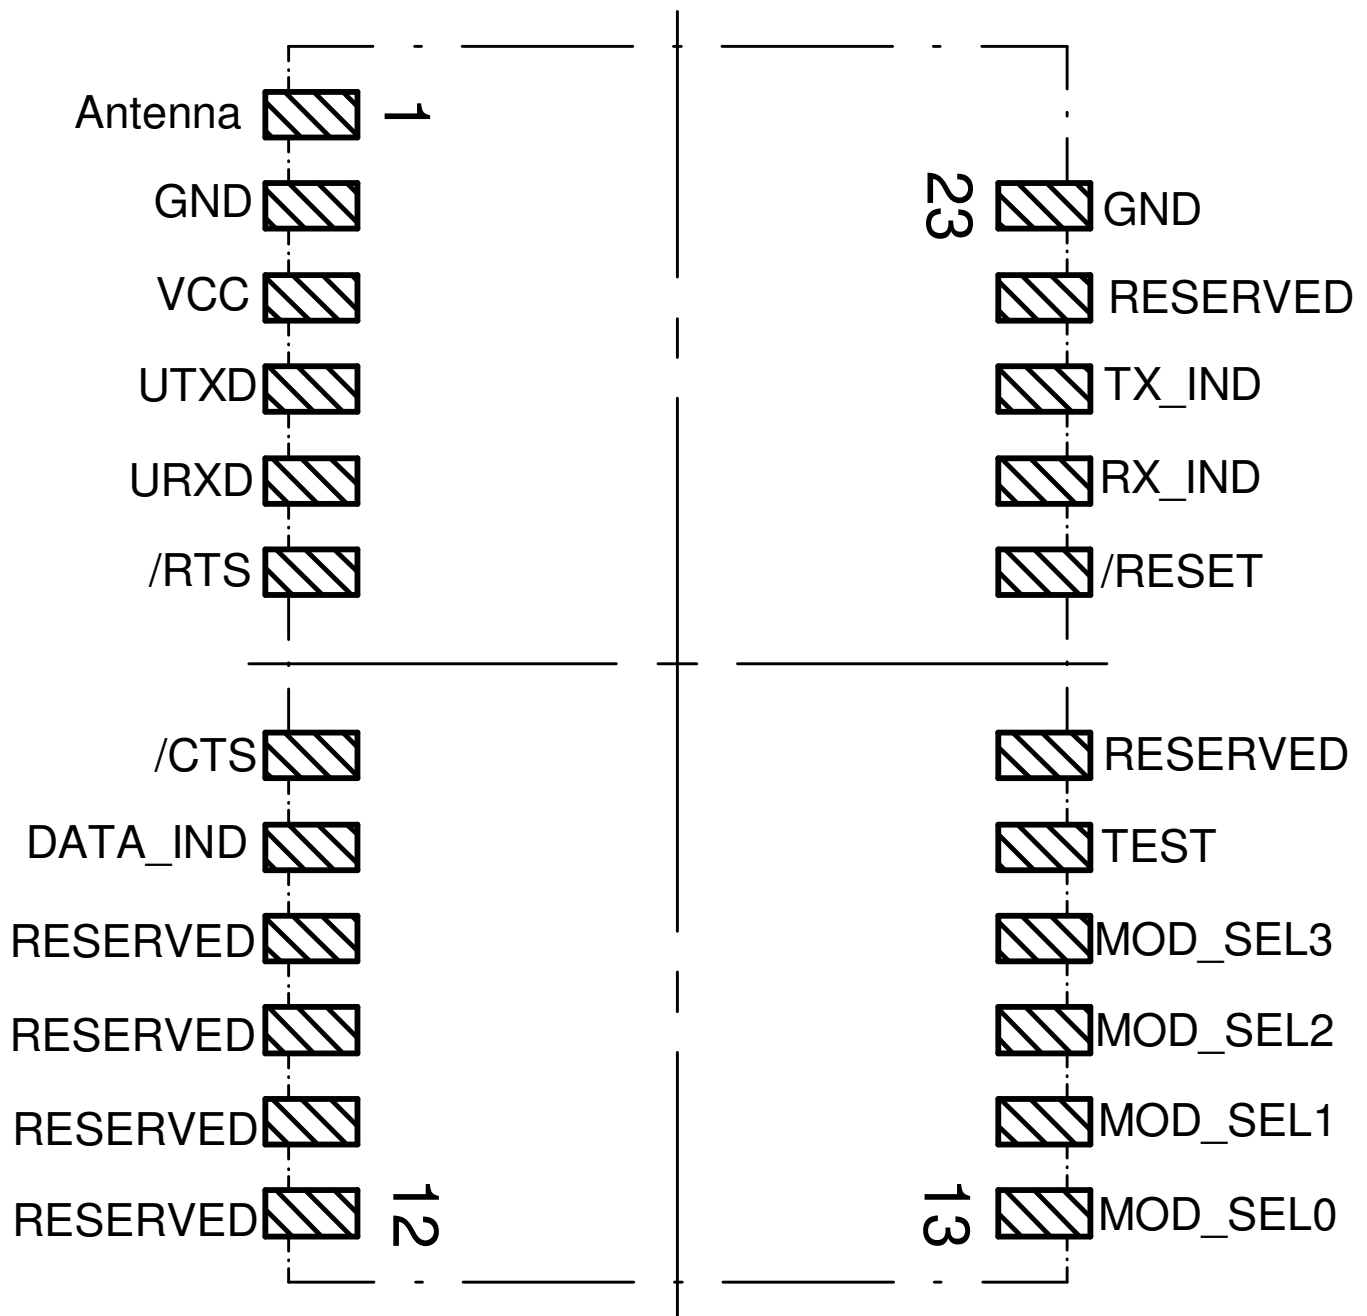 Antenna
1
GND
23
GND
VCC
RESERVED
UTXD
TX_IND
URXD
RX_IND
/RTS
/RESET
/CTS
RESERVED
DATA_IND
TEST
RESERVED
MOD_SEL3
RESERVED
MOD_SEL2
RESERVED
MOD_SEL1
RESERVED
12
13
MOD_SEL0